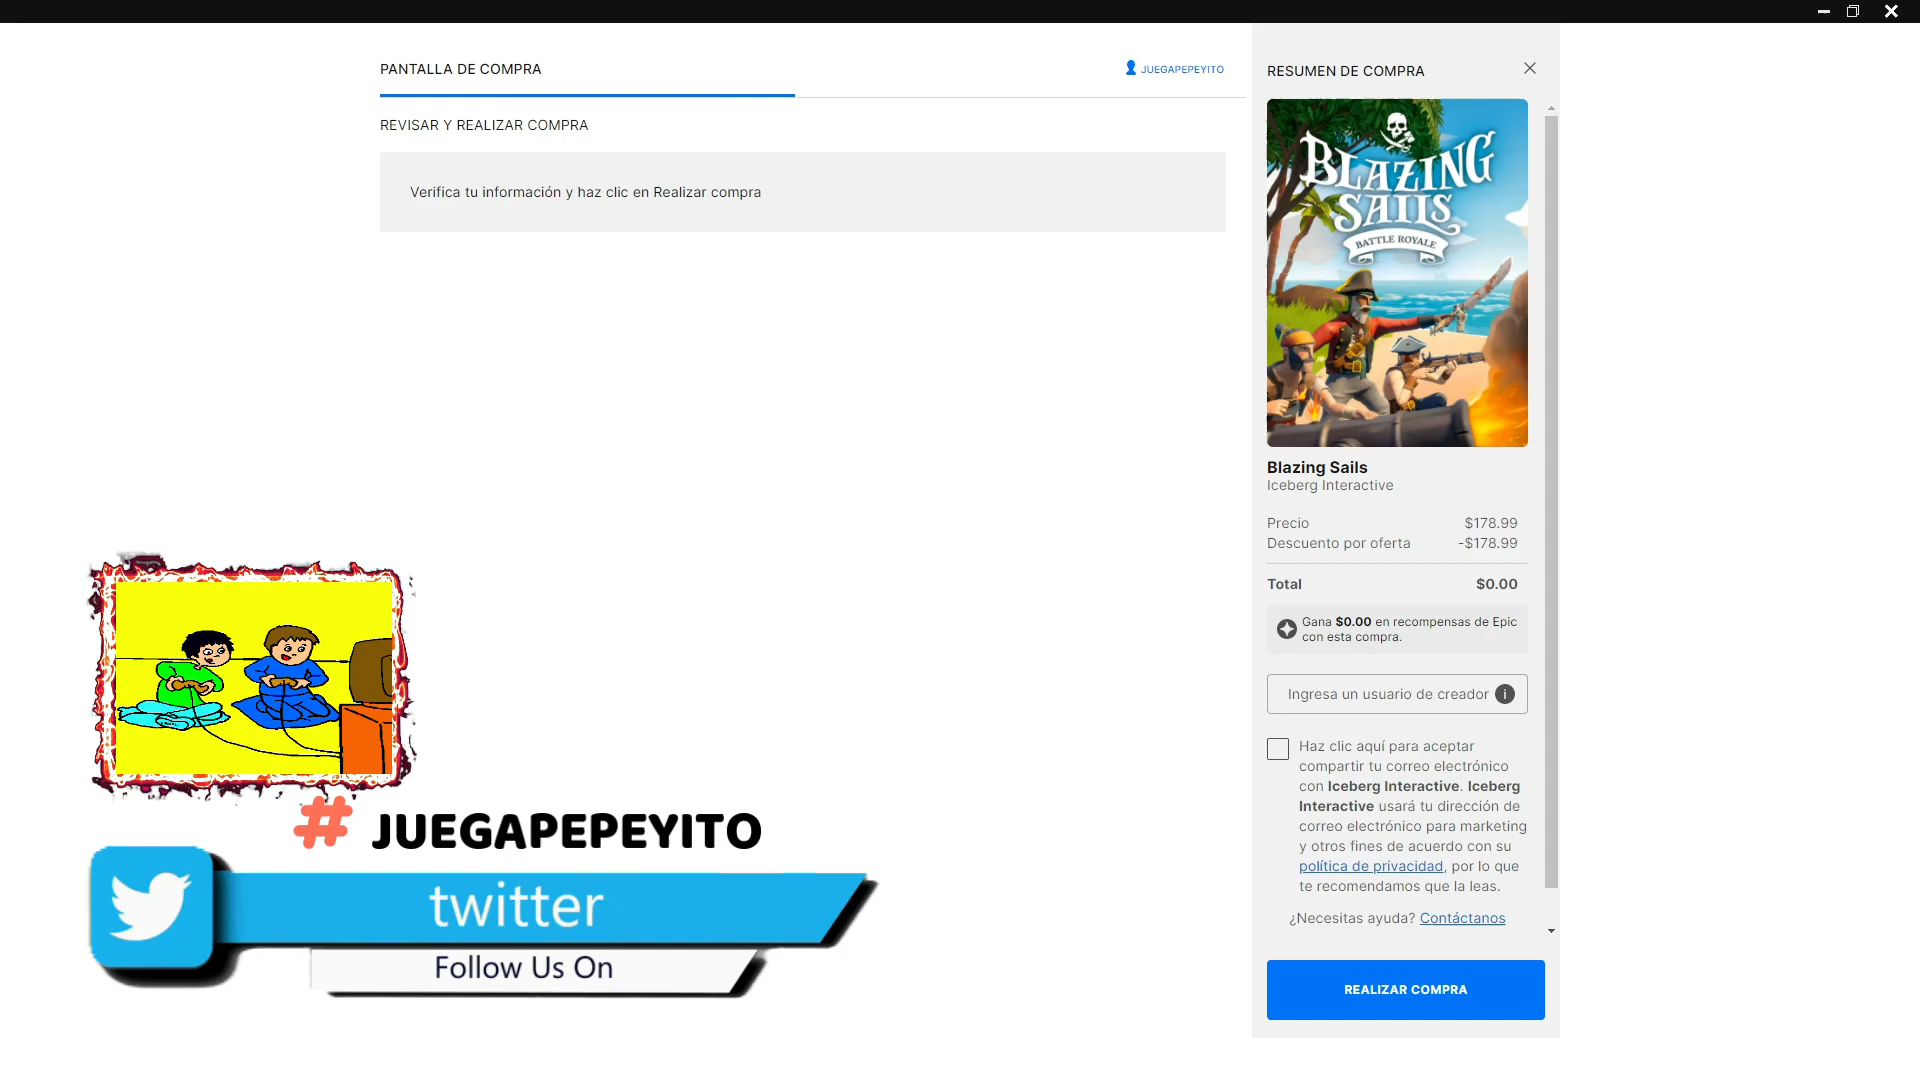 PANTALLA DE COMPRA
JUEGAPEPEYITO
REVISAR Y REALIZAR COMPRA
Verifica tu información y haz clic en Realizar compra
RESUMEN DE COMPRA
BLAZING
SAILS
BATTLE ROYALE
Blazing Sails
Iceberg Interactive
Precio $178.99
Descuento por oferta -$178.99
Total $0.00
Gana $0.00 en recompensas de Epic
con esta compra.
Ingresa un usuario de creador
Haz clic aquí para aceptar
compartir tu correo electrónico
con Iceberg Interactive. Iceberg
Interactive usará tu dirección de
correo electrónico para marketing
y otros fines de acuerdo con su
política de privacidad, por lo que
te recomendamos que la leas.
¿Necesitas ayuda? Contáctanos
REALIZAR COMPRA
# JUEGAPEPEYITO
twitter
Follow Us On